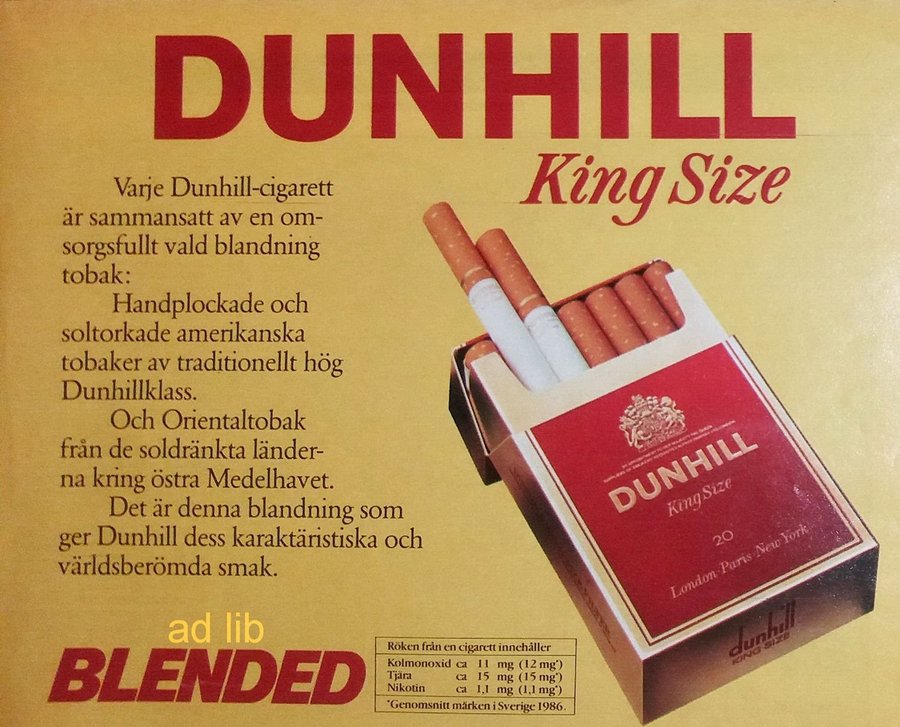 DUNHILL
King Size
Varje Dunhill-cigarett
är sammansatt av en om-
sorgsfullt vald blandning
tobak:
Handplockade och
soltorkade amerikanska
tobaker av traditionellt hög
Dunhillklass.
Och Orientaltobak
från de soldränkta länder-
na kring östra Medelhavet.
Det är denna blandning som
ger Dunhill dess karaktäristiska och
världsberömda smak.
DUNHILL
King Size
20
London·Paris·New York
dunhill
KING SIZE
ad lib
BLENDED
Röken från en cigarett innehåller
Kolmonoxid ca 11 mg (12 mg*)
Tjära ca 15 mg (15 mg*)
Nikotin ca 1,1 mg (1,1 mg*)
*Genomsnitt märken i Sverige 1986.